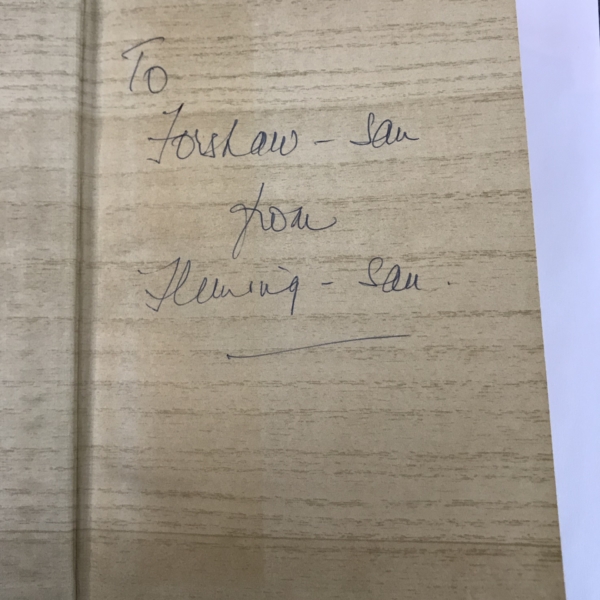 To
Forshaw - San
from
Fleming - San.